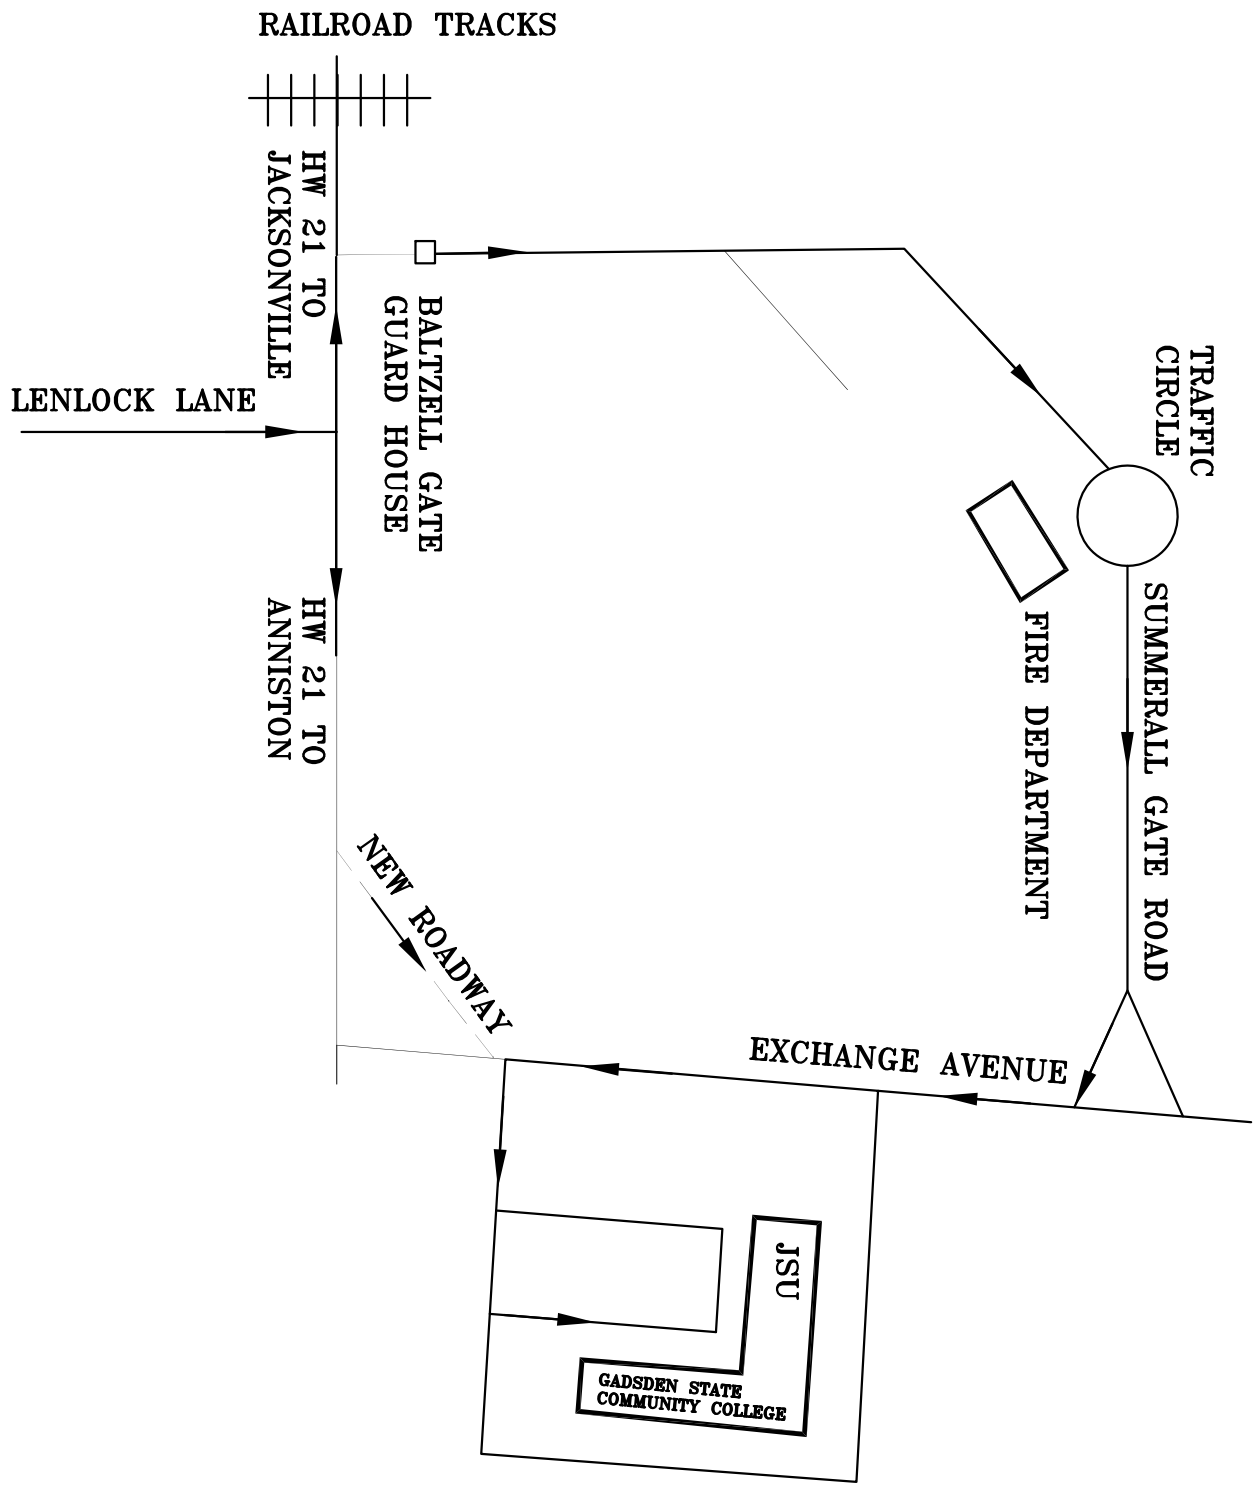 RAILROAD TRACKS
HW 21 TO
JACKSONVILLE
BALTZELL GATE
GUARD HOUSE
TRAFFIC
CIRCLE
LENLOCK LANE
HW 21 TO
ANNISTON
SUMMERALL GATE ROAD
FIRE DEPARTMENT
NEW ROADWAY
EXCHANGE AVENUE
JSU
GADSDEN STATE
COMMUNITY COLLEGE